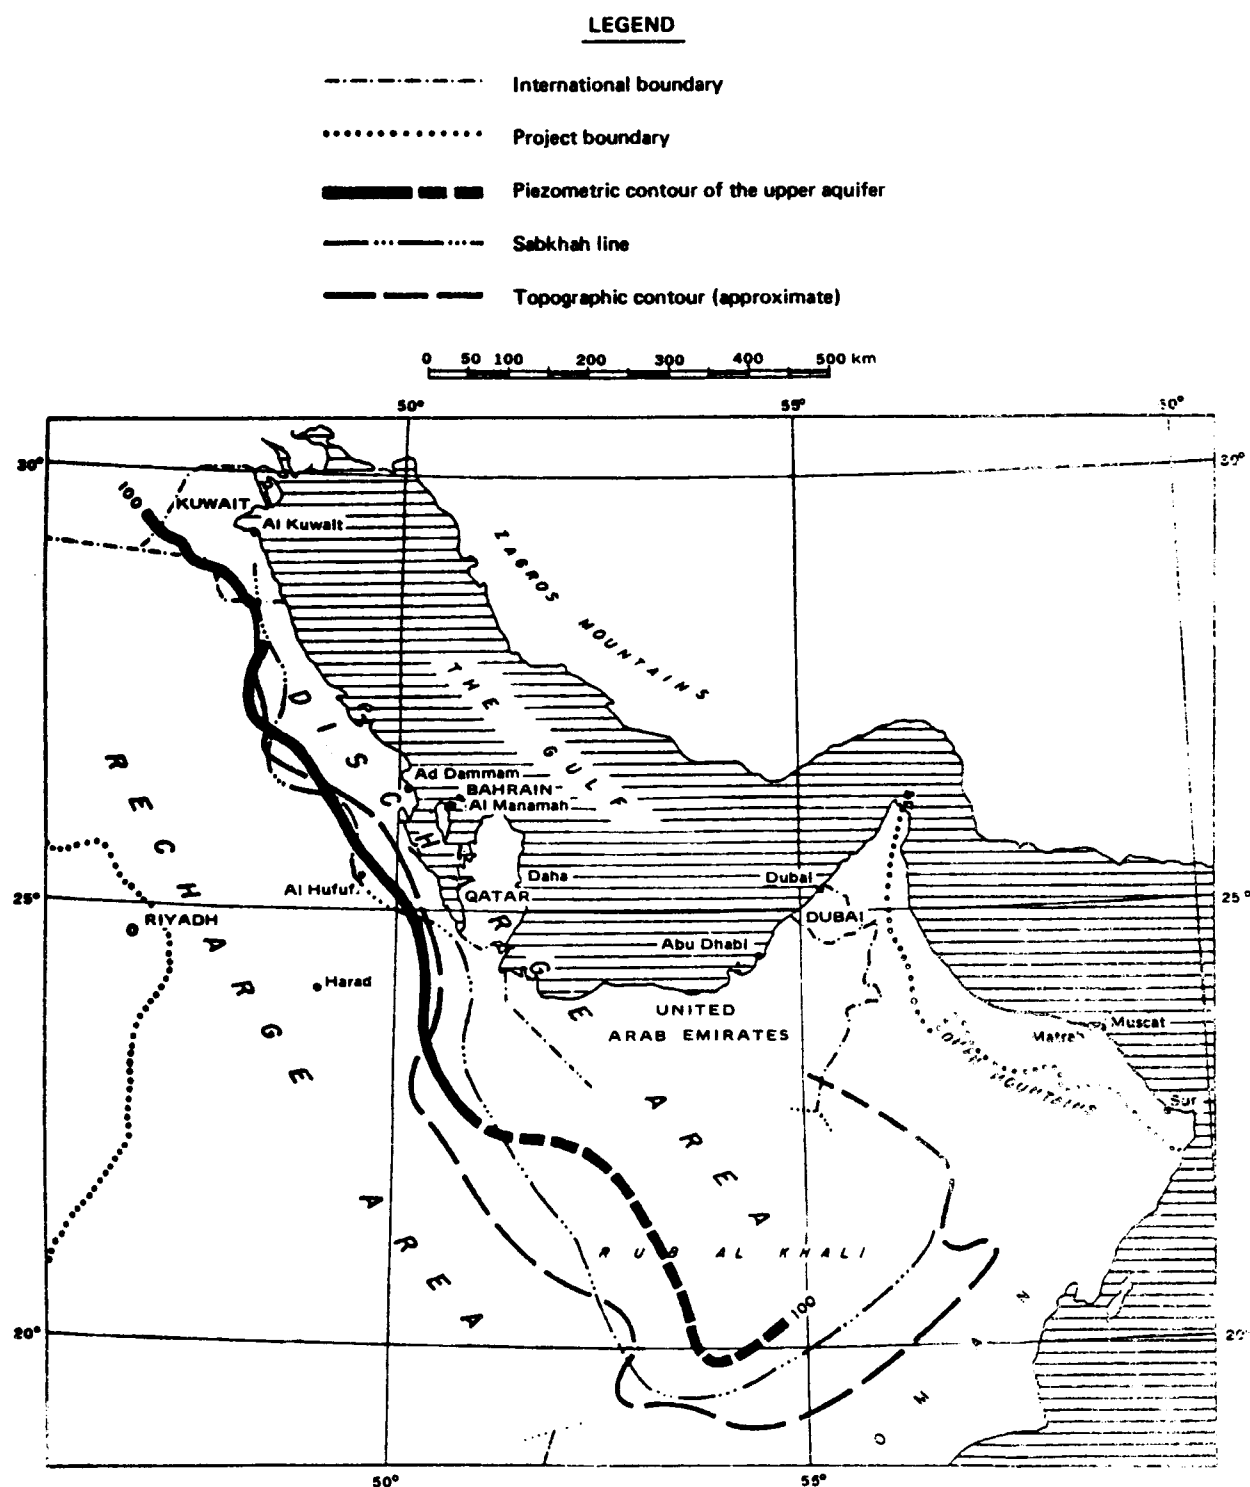 LEGEND
International boundary
Project boundary
Piezometric contour of the upper aquifer
Sabkhah line
Topographic contour (approximate)
0 50 100 200 300 400 500 km
50° 55°
30° 30°
100
KUWAIT
Al Kuwait
ZAGROS MOUNTAINS
THE GULF
DISCHARGE AREA
RECHARGE AREA
Ad Dammam
BAHRAIN
Al Manamah
Al Hufuf
QATAR
Daha
Dubai
DUBAI
25° 25°
RIYADH
Abu Dhabi
Harad
UNITED
ARAB EMIRATES
Matrah
Muscat
OMAN MOUNTAINS
Sur
RUB AL KHALI
100
20° 20°
OMAN
50° 55°